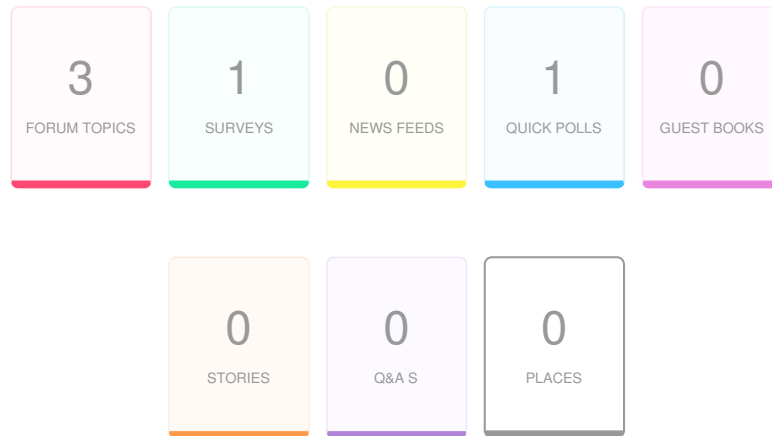 3
FORUM TOPICS
1
SURVEYS
0
NEWS FEEDS
1
QUICK POLLS
0
GUEST BOOKS
0
STORIES
0
Q&A S
0
PLACES